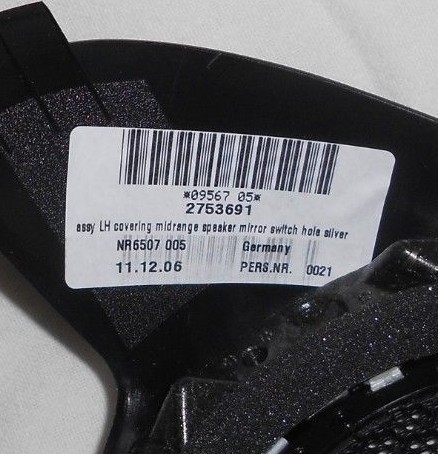 *09567 05*
2753691
assy LH covering midrange speaker mirror switch hole silver
NR6507 005 Germany
11.12.06 PERS.NR. 0021